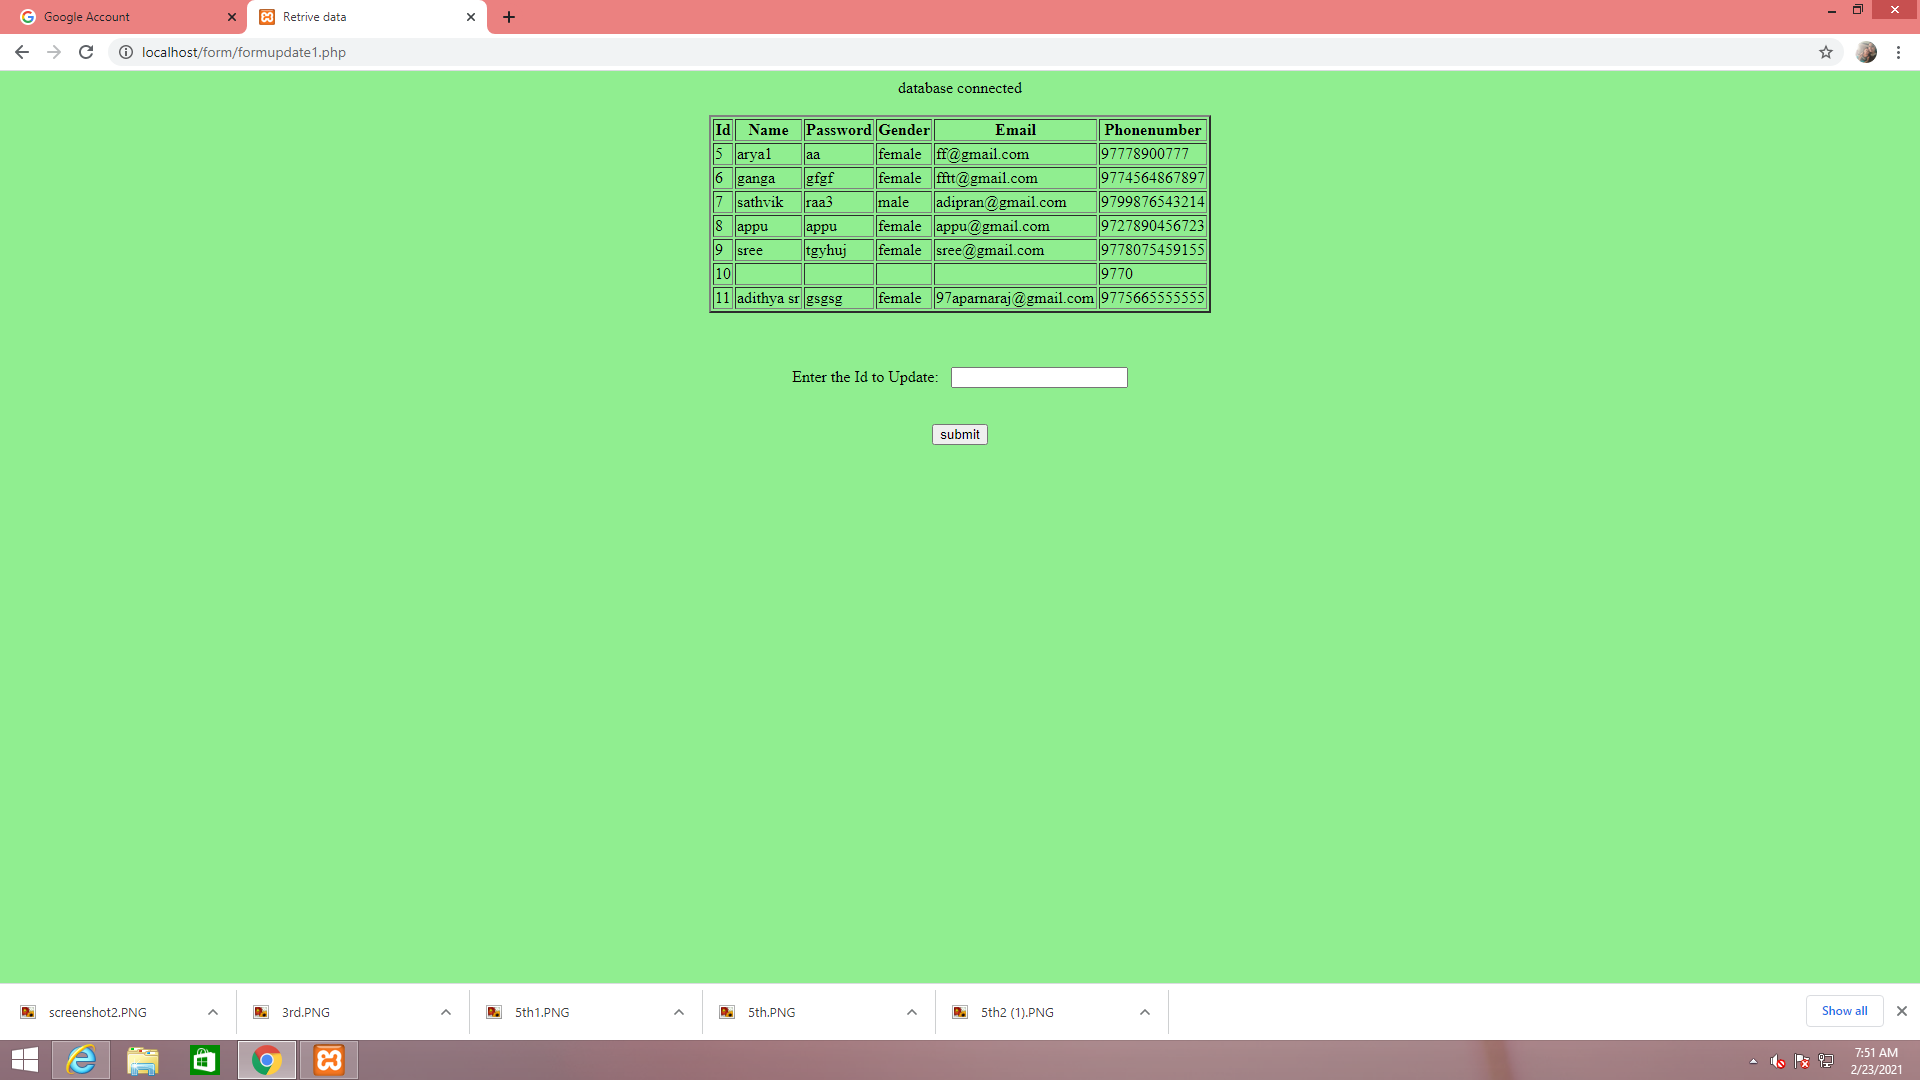 Google Account
Retrive data
localhost/form/formupdate1.php
database connected
Id Name Password Gender Email Phonenumber
5 arya1 aa female ff@gmail.com 97778900777
6 ganga gfgf female fftt@gmail.com 9774564867897
7 sathvik raa3 male adipran@gmail.com 9799876543214
8 appu appu female appu@gmail.com 9727890456723
9 sree tgyhuj female sree@gmail.com 9778075459155
10 9770
11 adithya sr gsgsg female 97aparnaraj@gmail.com 9775665555555
Enter the Id to Update:
submit
screenshot2.PNG
3rd.PNG
5th1.PNG
5th.PNG
5th2 (1).PNG
Show all
7:51 AM
2/23/2021